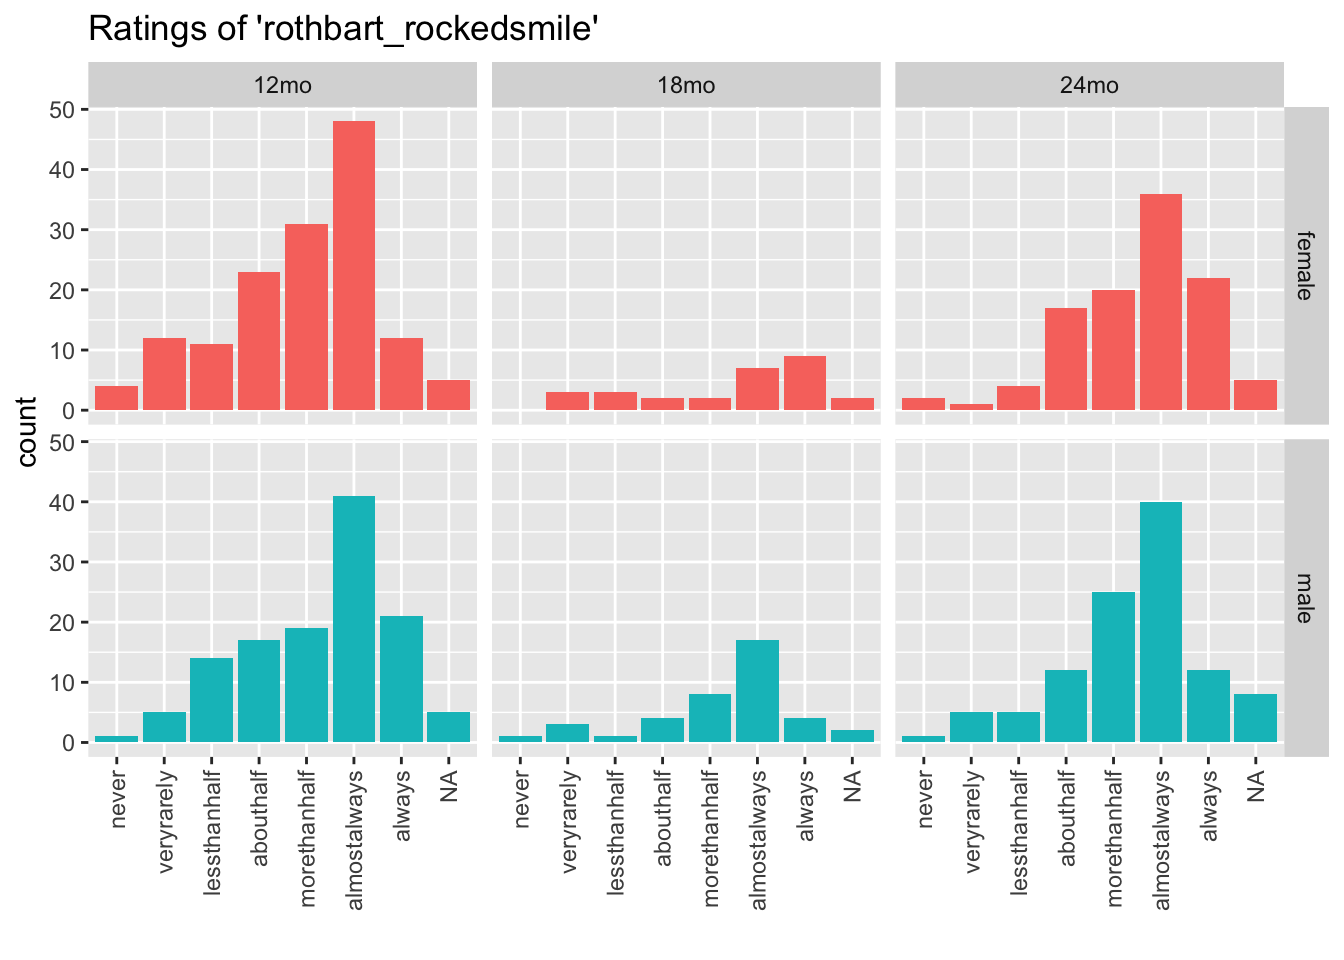 Ratings of 'rothbart_rockedsmile'
12mo 18mo 24mo
count
50
40
30
20
10
0
female
50
40
30
20
10
0
male
never veryrarely lessthanhalf abouthalf morethanhalf almostalways always NA never veryrarely lessthanhalf abouthalf morethanhalf almostalways always NA never veryrarely lessthanhalf abouthalf morethanhalf almostalways always NA